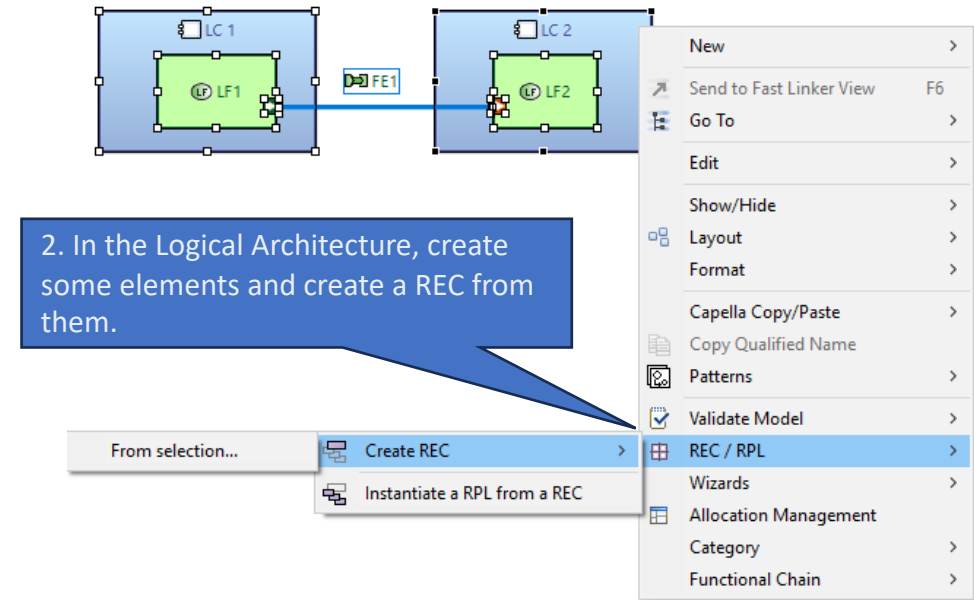 LC 1
LC 2
LF LF1
FE1
LF LF2
New
Send to Fast Linker View F6
Go To
Edit
Show/Hide
Layout
Format
Capella Copy/Paste
Copy Qualified Name
Patterns
Validate Model
REC / RPL
Wizards
Allocation Management
Category
Functional Chain
2. In the Logical Architecture, create
some elements and create a REC from
them.
From selection...
Create REC
Instantiate a RPL from a REC